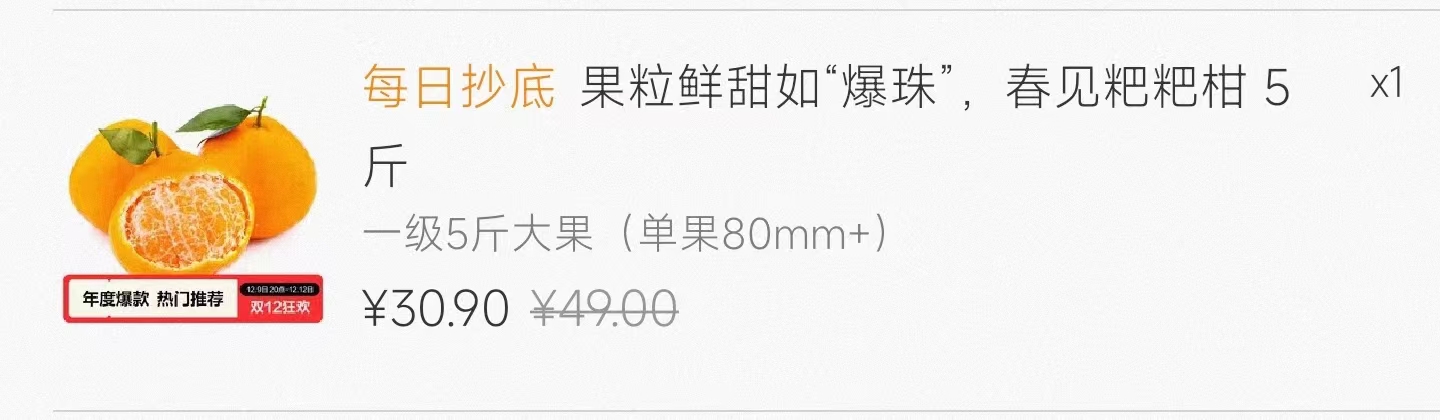 每日抄底 果粒鲜甜如“爆珠”，春见粑粑柑 5 x1
斤
一级5斤大果（单果80mm+）
¥30.90 ¥49.00
年度爆款 热门推荐
12.9日20点-12.12日
双12狂欢